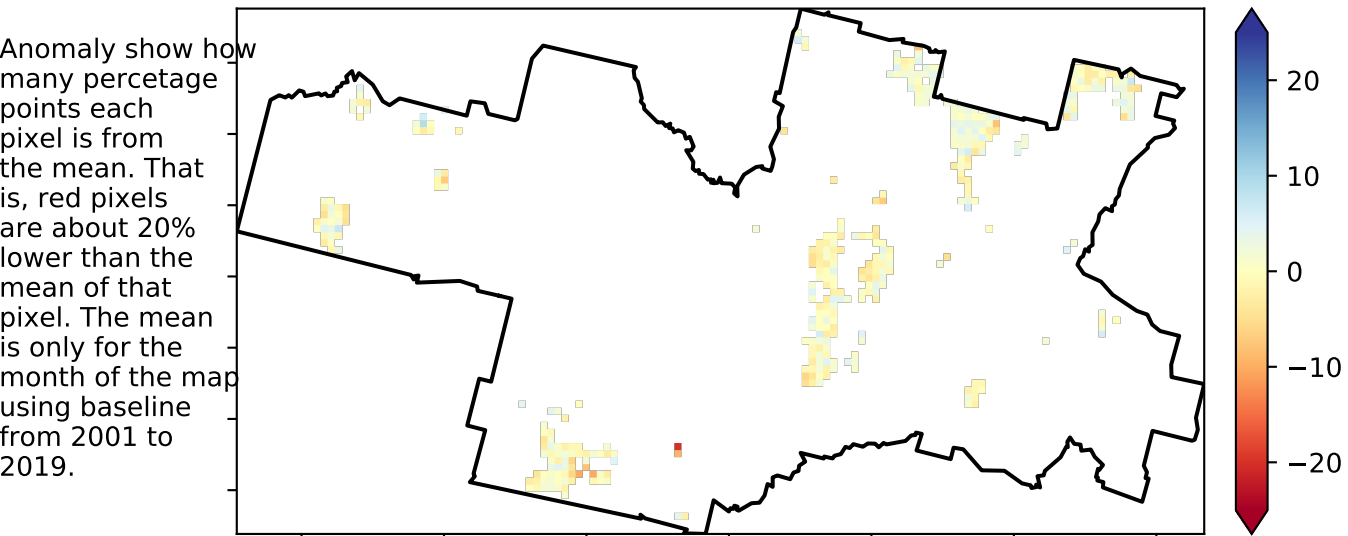 Anomaly show how
many percetage
points each
pixel is from
the mean. That
is, red pixels
are about 20%
lower than the
mean of that
pixel. The mean
is only for the
month of the map
using baseline
from 2001 to
2019.
20
10
0
−10
−20